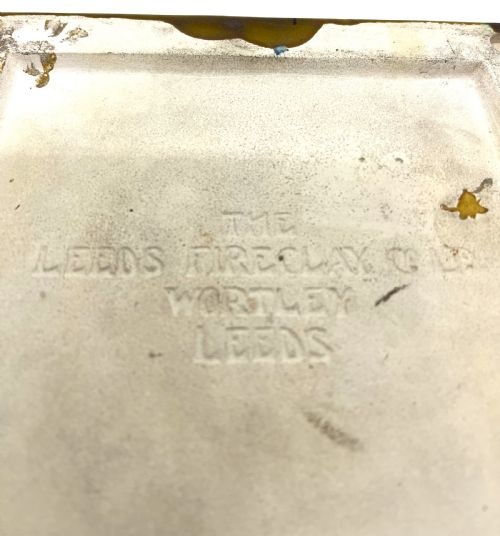 THE
LEEDS FIRECLAY Co Ld
WORTLEY
LEEDS